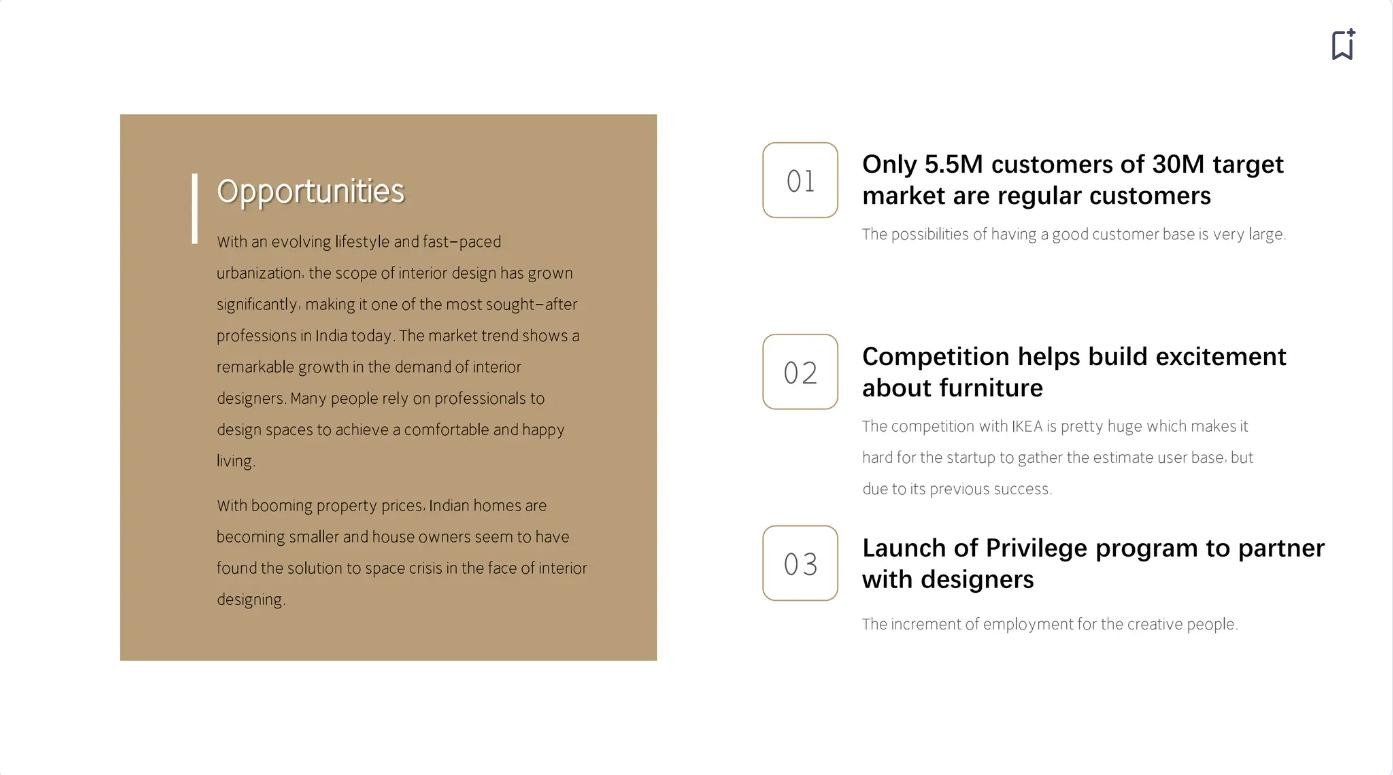 Opportunities
With an evolving lifestyle and fast-paced
urbanization, the scope of interior design has grown
significantly, making it one of the most sought-after
professions in India today. The market trend shows a
remarkable growth in the demand of interior
designers. Many people rely on professionals to
design spaces to achieve a comfortable and happy
living.
With booming property prices, Indian homes are
becoming smaller and house owners seem to have
found the solution to space crisis in the face of interior
designing.
01
Only 5.5M customers of 30M target
market are regular customers
The possibilities of having a good customer base is very large.
02
Competition helps build excitement
about furniture
The competition with IKEA is pretty huge which makes it
hard for the startup to gather the estimate user base, but
due to its previous success.
03
Launch of Privilege program to partner
with designers
The increment of employment for the creative people.